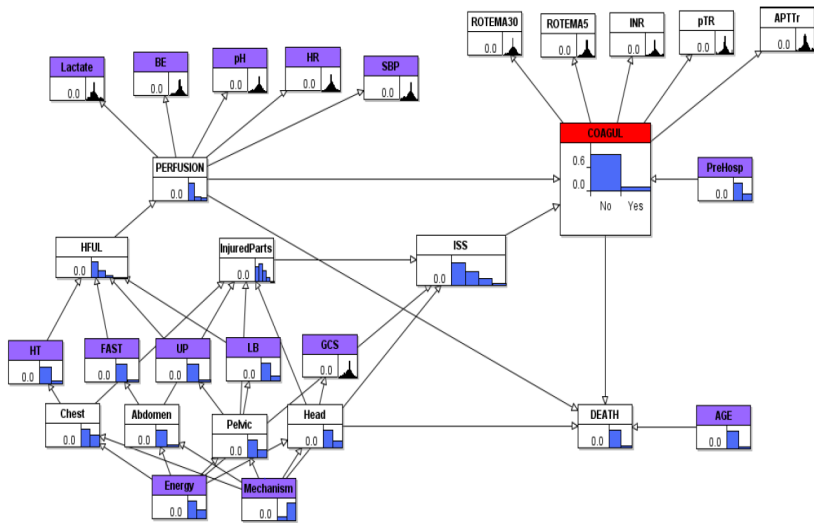 ROTEMA30 ROTEMA5 INR pTR APTTr
0.0 0.0 0.0 0.0 0.0
Lactate BE pH HR SBP
0.0 0.0 0.0 0.0 0.0
COAGUL
0.6
0.0
No Yes
PERFUSION
0.0
PreHosp
0.0
HFUL InjuredParts ISS
0.0 0.0 0.0
HT FAST UP LB GCS
0.0 0.0 0.0 0.0 0.0
Chest Abdomen Pelvic Head DEATH AGE
0.0 0.0 0.0 0.0 0.0 0.0
Energy Mechanism
0.0 0.0